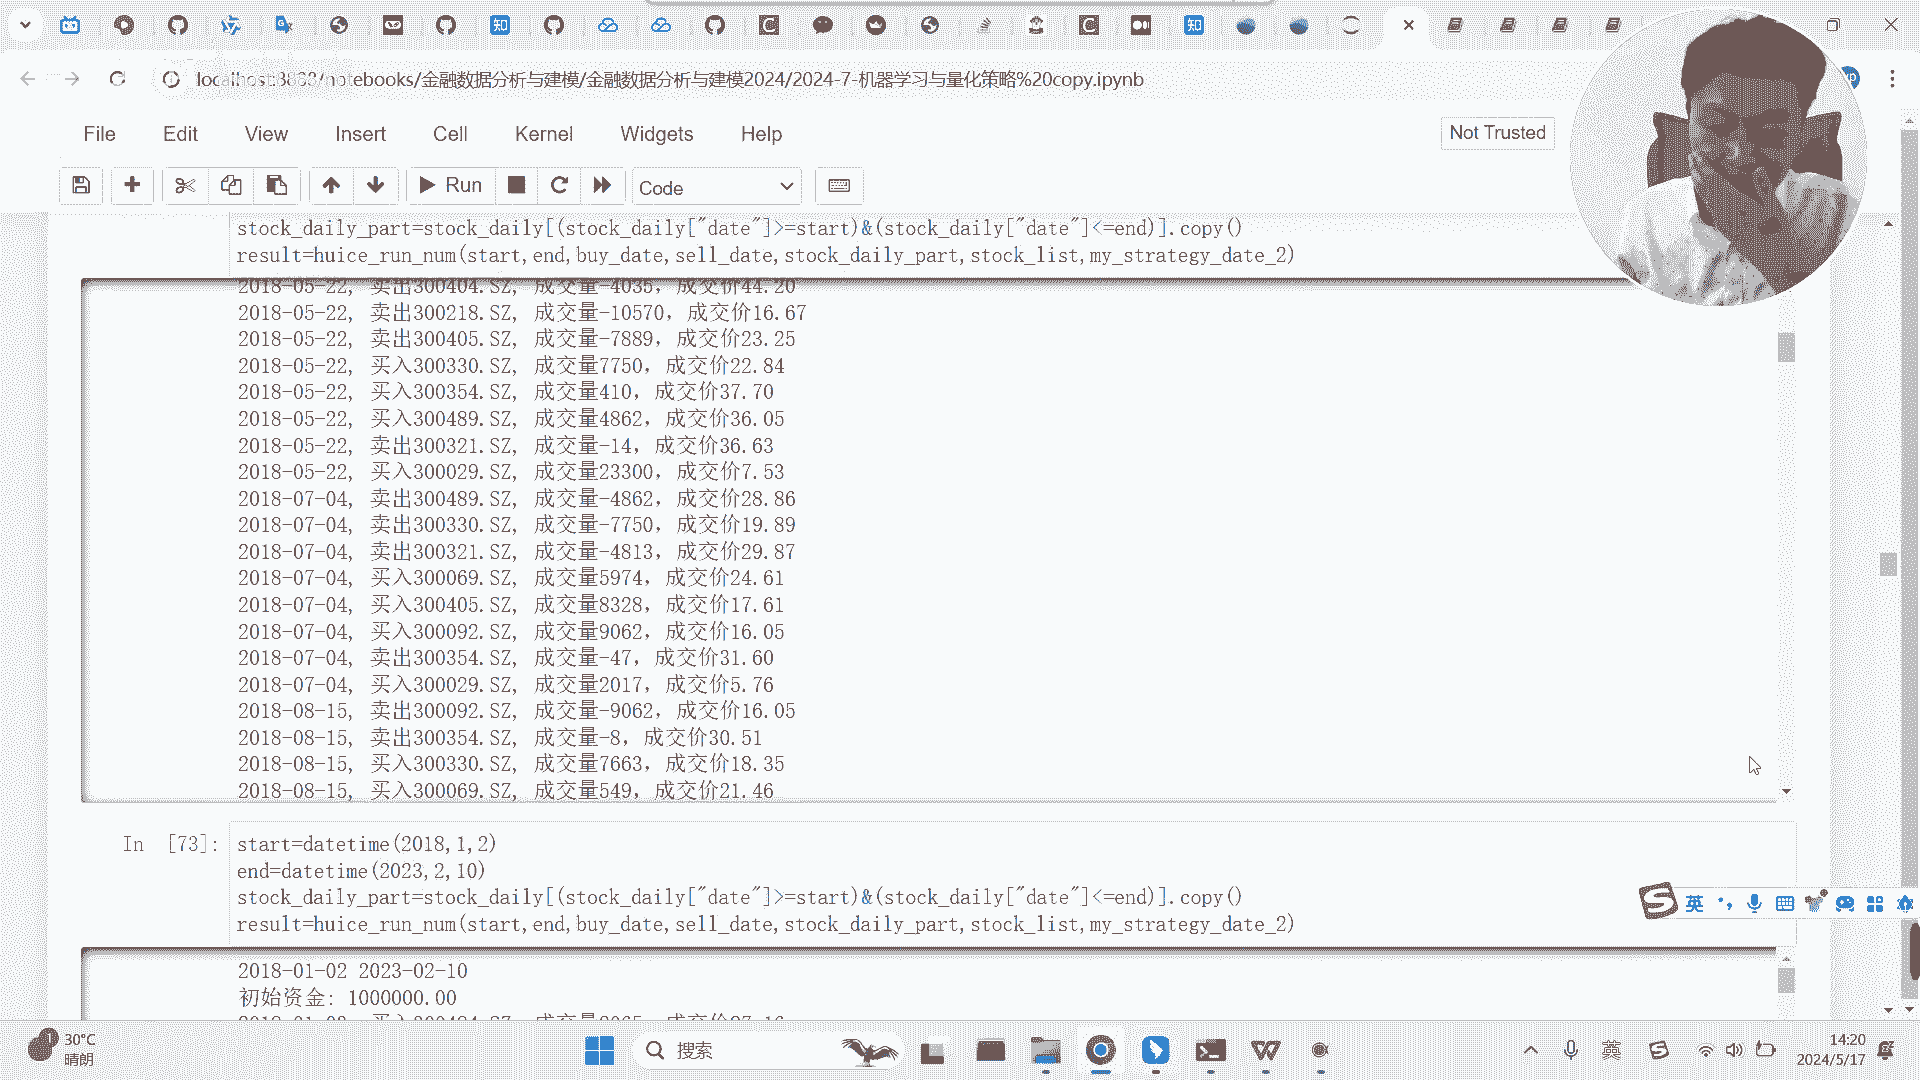 localhost:8888/notebooks/金融数据分析与建模/金融数据分析与建模2024/2024-7-机器学习与量化策略%20copy.ipynb
File Edit View Insert Cell Kernel Widgets Help
Not Trusted
Run
Code
stock_daily_part=stock_daily[(stock_daily["date"]>=start)&(stock_daily["date"]<=end)].copy()
result=huice_run_num(start,end,buy_date,sell_date,stock_daily_part,stock_list,my_strategy_date_2)
2018-05-22, 卖出300404.SZ, 成交量-4035, 成交价44.20
2018-05-22, 卖出300218.SZ, 成交量-10570, 成交价16.67
2018-05-22, 卖出300405.SZ, 成交量-7889, 成交价23.25
2018-05-22, 买入300330.SZ, 成交量7750, 成交价22.84
2018-05-22, 买入300354.SZ, 成交量410, 成交价37.70
2018-05-22, 买入300489.SZ, 成交量4862, 成交价36.05
2018-05-22, 卖出300321.SZ, 成交量-14, 成交价36.63
2018-05-22, 买入300029.SZ, 成交量23300, 成交价7.53
2018-07-04, 卖出300489.SZ, 成交量-4862, 成交价28.86
2018-07-04, 卖出300330.SZ, 成交量-7750, 成交价19.89
2018-07-04, 卖出300321.SZ, 成交量-4813, 成交价29.87
2018-07-04, 买入300069.SZ, 成交量5974, 成交价24.61
2018-07-04, 买入300405.SZ, 成交量8328, 成交价17.61
2018-07-04, 买入300092.SZ, 成交量9062, 成交价16.05
2018-07-04, 卖出300354.SZ, 成交量-47, 成交价31.60
2018-07-04, 买入300029.SZ, 成交量2017, 成交价5.76
2018-08-15, 卖出300092.SZ, 成交量-9062, 成交价16.05
2018-08-15, 卖出300354.SZ, 成交量-8, 成交价30.51
2018-08-15, 买入300330.SZ, 成交量7663, 成交价18.35
2018-08-15, 买入300069.SZ, 成交量549, 成交价21.46
In [73]:
start=datetime(2018,1,2)
end=datetime(2023,2,10)
stock_daily_part=stock_daily[(stock_daily["date"]>=start)&(stock_daily["date"]<=end)].copy()
result=huice_run_num(start,end,buy_date,sell_date,stock_daily_part,stock_list,my_strategy_date_2)
英
2018-01-02 2023-02-10
初始资金: 1000000.00
30°C
晴朗
搜索
英
14:20
2024/5/17